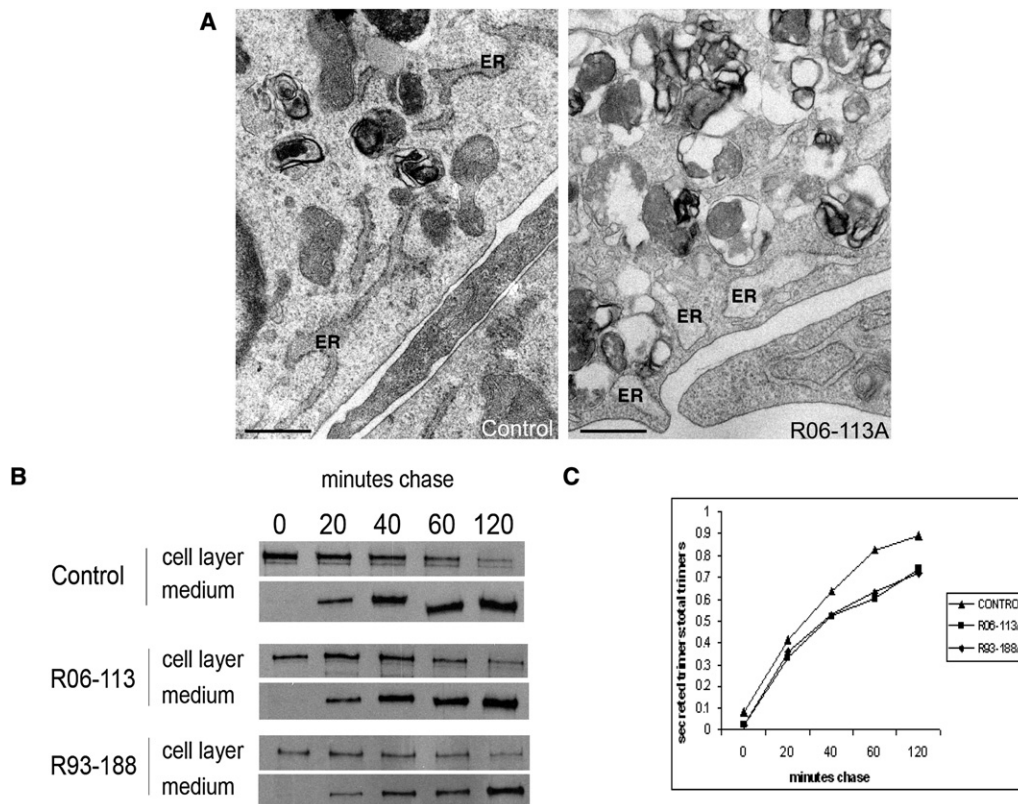 A
ER
ER
Control
ER
ER
ER
R06-113A
B
minutes chase
0 20 40 60 120
Control
cell layer
medium
R06-113
cell layer
medium
R93-188
cell layer
medium
C
secreted trimers:total trimers
1
0.9
0.8
0.7
0.6
0.5
0.4
0.3
0.2
0.1
0
0 20 40 60 120
minutes chase
CONTROL
R06-113A
R93-188